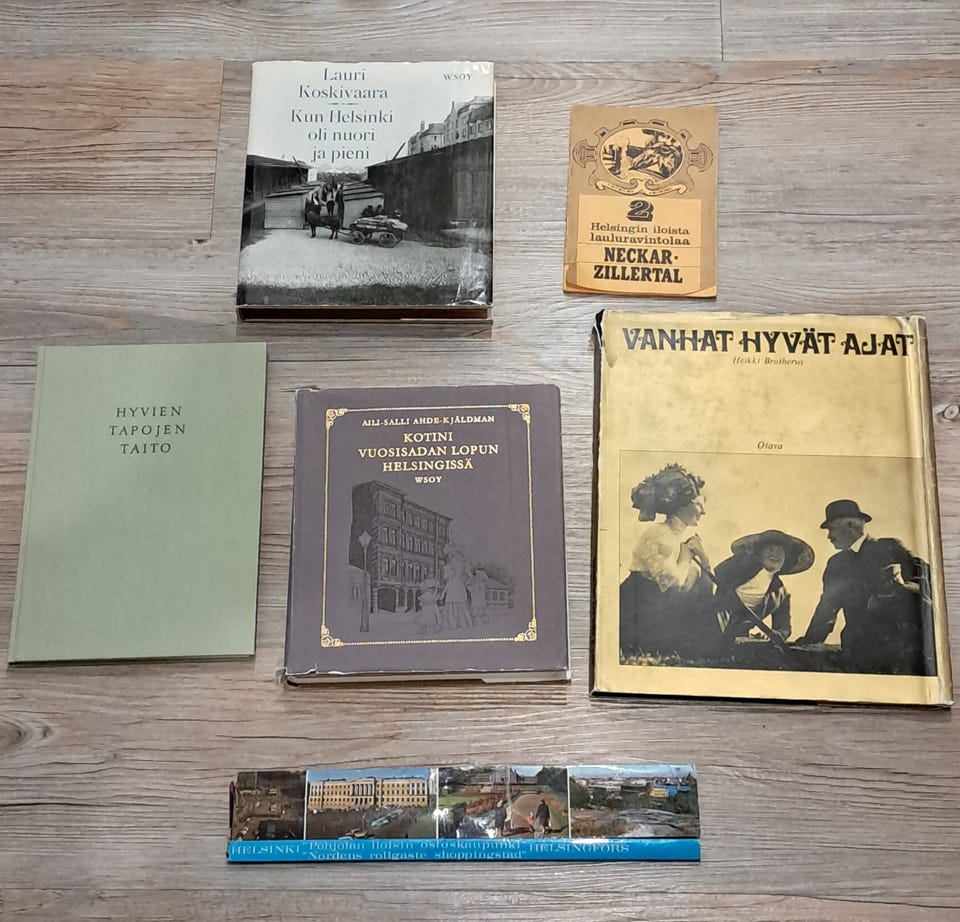 Lauri
Koskivaara
WSOY
Kun Helsinki
oli nuori
ja pieni
2
Helsingin iloista
lauluravintolaa
NECKAR-
ZILLERTAL
VANHAT HYVÄT AJAT
Heikki Brotherus
Otava
HYVIEN
TAPOJEN
TAITO
AILI-SALLI AHDE-KJÄLDMAN
KOTINI
VUOSISADAN LOPUN
HELSINGISSÄ
WSOY
HELSINKI "Pohjolan iloisin ostoskaupunki" HELSINGFORS
"Nordens roligaste shoppingstad"